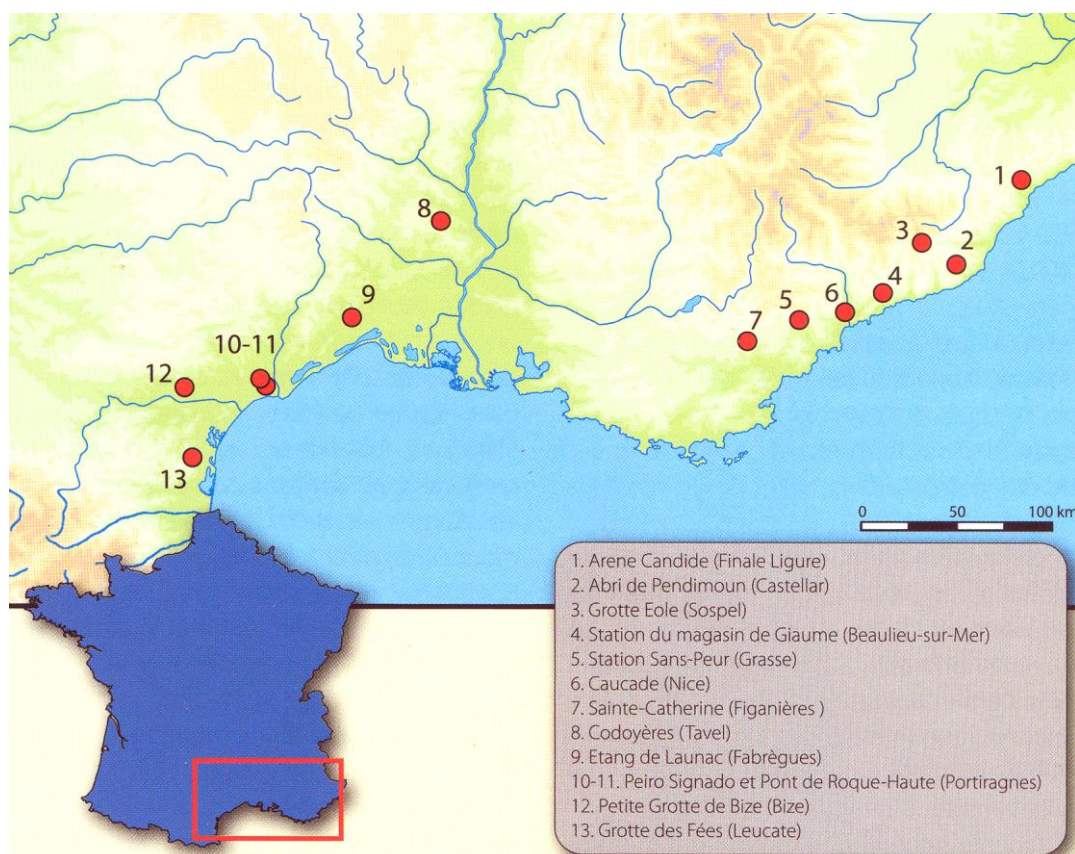 1
3
2
8
4
5
6
9
7
10-11
12
13
0 50 100 km
1. Arene Candide (Finale Ligure)
2. Abri de Pendimoun (Castellar)
3. Grotte Eole (Sospel)
4. Station du magasin de Giaume (Beaulieu-sur-Mer)
5. Station Sans-Peur (Grasse)
6. Caucade (Nice)
7. Sainte-Catherine (Figanières )
8. Codoyères (Tavel)
9. Etang de Launac (Fabrègues)
10-11. Peiro Signado et Pont de Roque-Haute (Portiragnes)
12. Petite Grotte de Bize (Bize)
13. Grotte des Fées (Leucate)